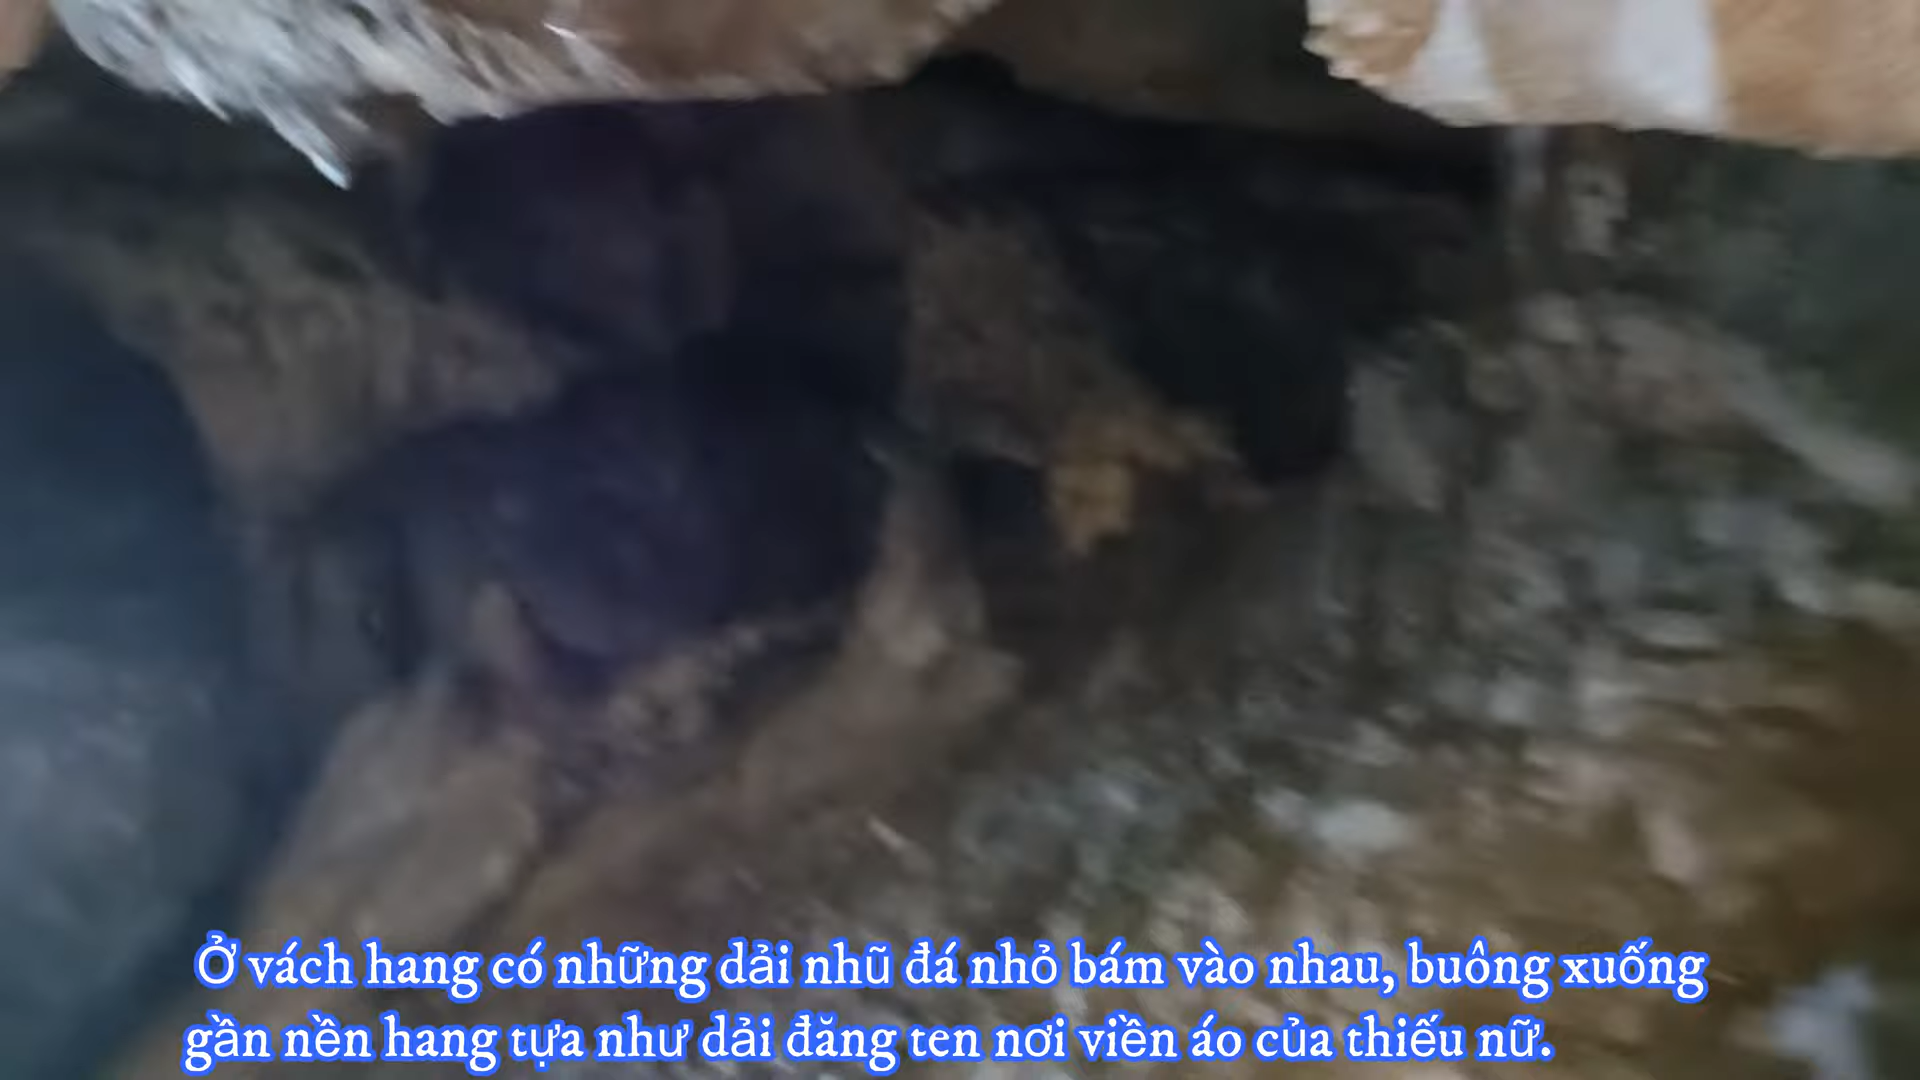 Ở vách hang có những dải nhũ đá nhỏ bám vào nhau, buông xuống
gần nền hang tựa như dải đăng ten nơi viền áo của thiếu nữ.